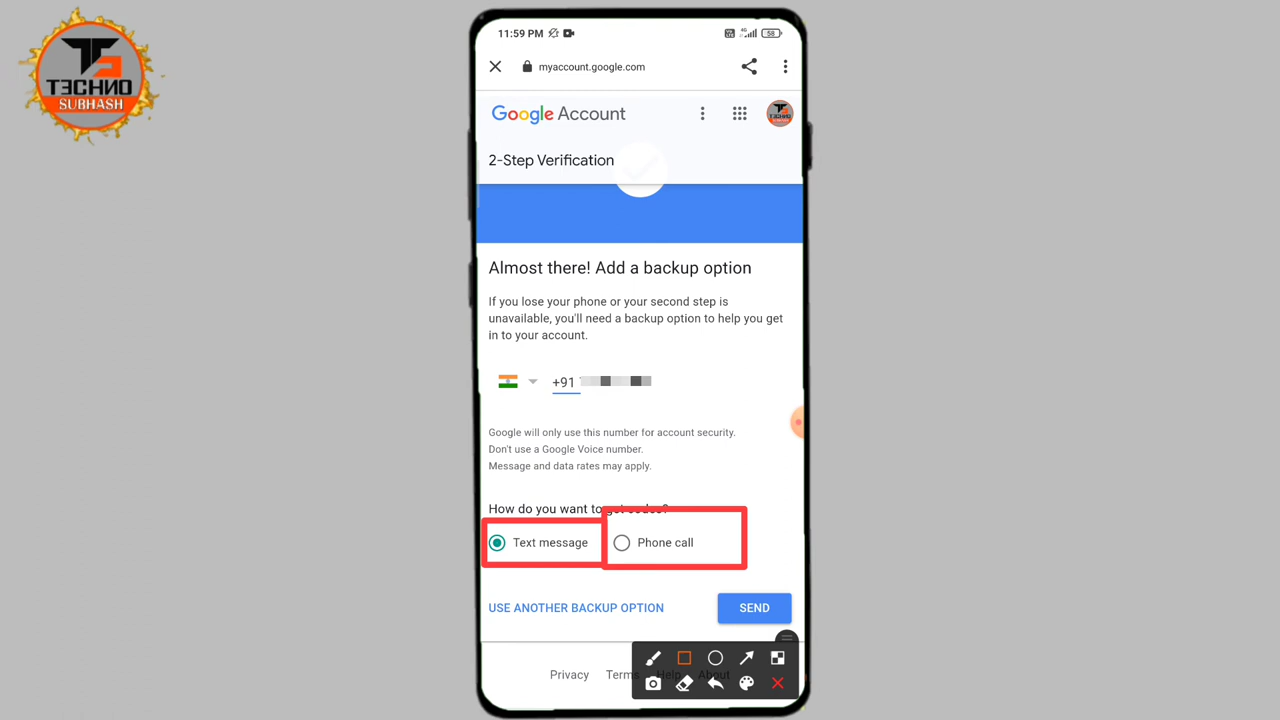 T3CHNO
SUBHASH
11:59 PM
4G
58
myaccount.google.com
Google Account
2-Step Verification
Almost there! Add a backup option
If you lose your phone or your second step is
unavailable, you'll need a backup option to help you get
in to your account.
+91
Google will only use this number for account security.
Don't use a Google Voice number.
Message and data rates may apply.
How do you want to get codes?
Text message
Phone call
USE ANOTHER BACKUP OPTION
SEND
Privacy
Terms
Help
About